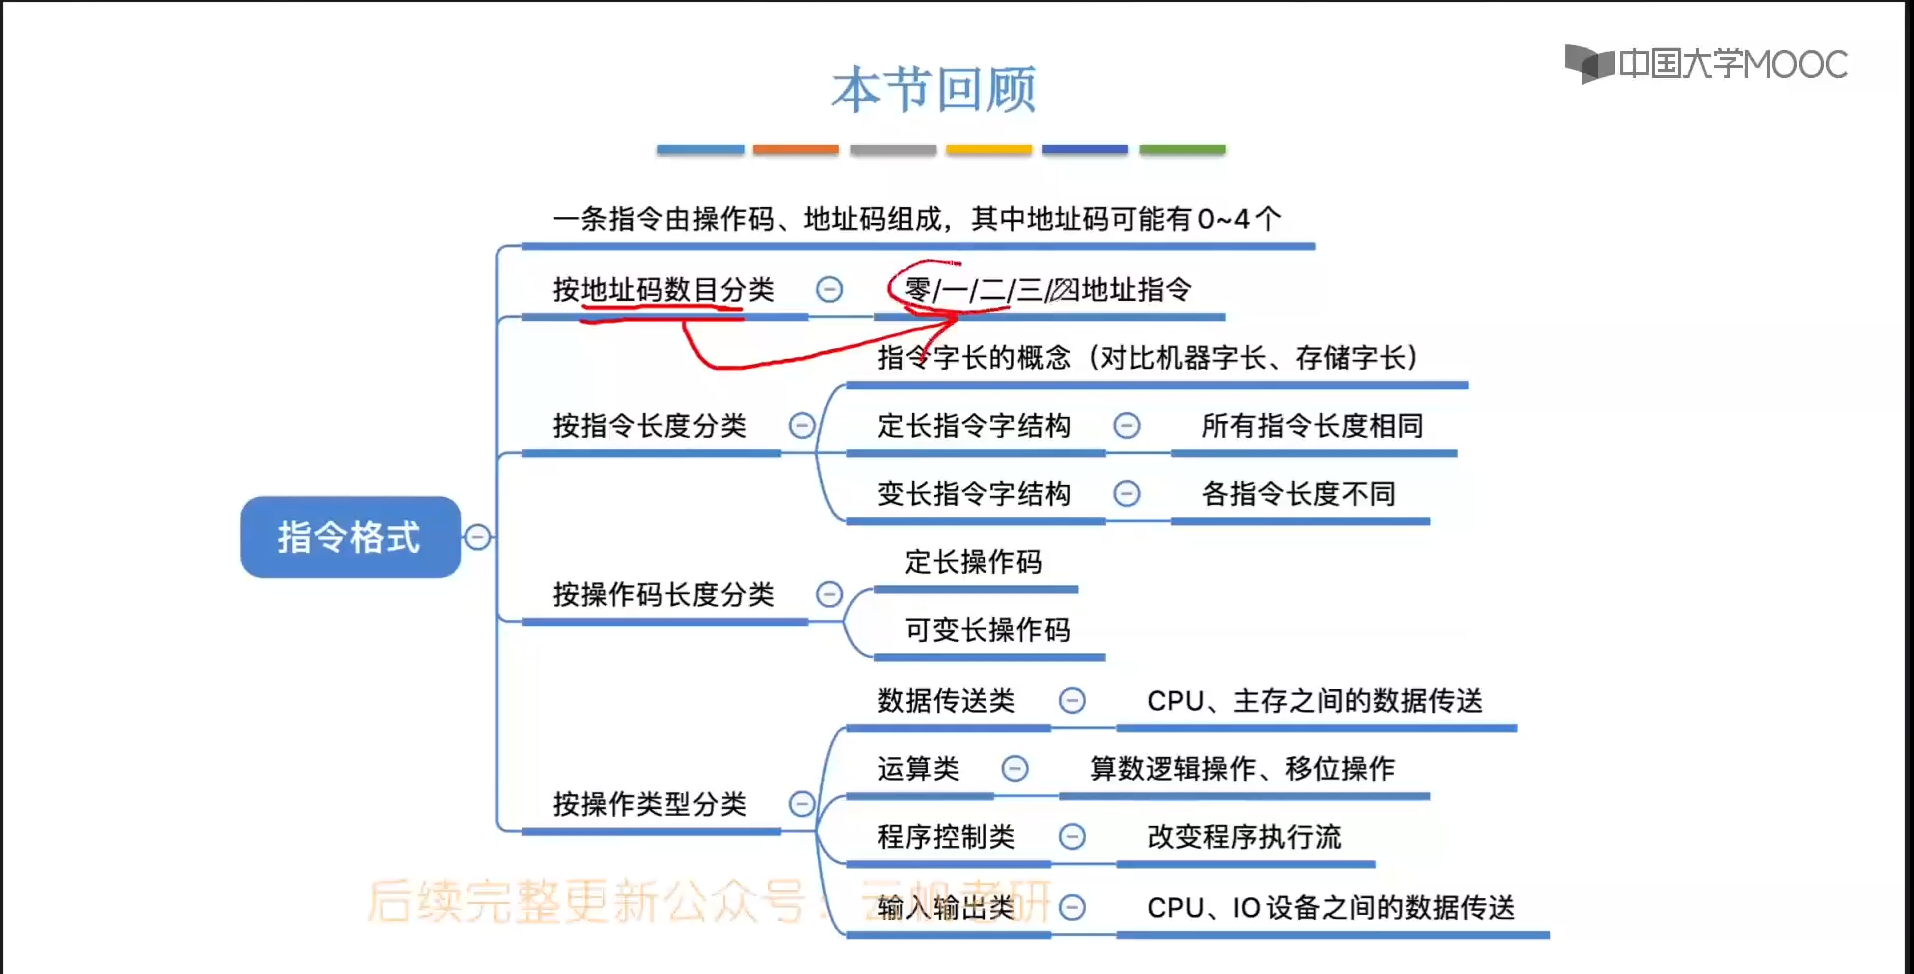 中国大学MOOC
本节回顾
一条指令由操作码、地址码组成，其中地址码可能有0~4个
按地址码数目分类
零/一/二/三/四地址指令
指令字长的概念（对比机器字长、存储字长）
按指令长度分类
定长指令字结构
所有指令长度相同
变长指令字结构
各指令长度不同
指令格式
定长操作码
按操作码长度分类
可变长操作码
数据传送类
CPU、主存之间的数据传送
运算类
算数逻辑操作、移位操作
按操作类型分类
程序控制类
改变程序执行流
后续完整更新公众号：云帆考研
输入输出类
CPU、IO设备之间的数据传送